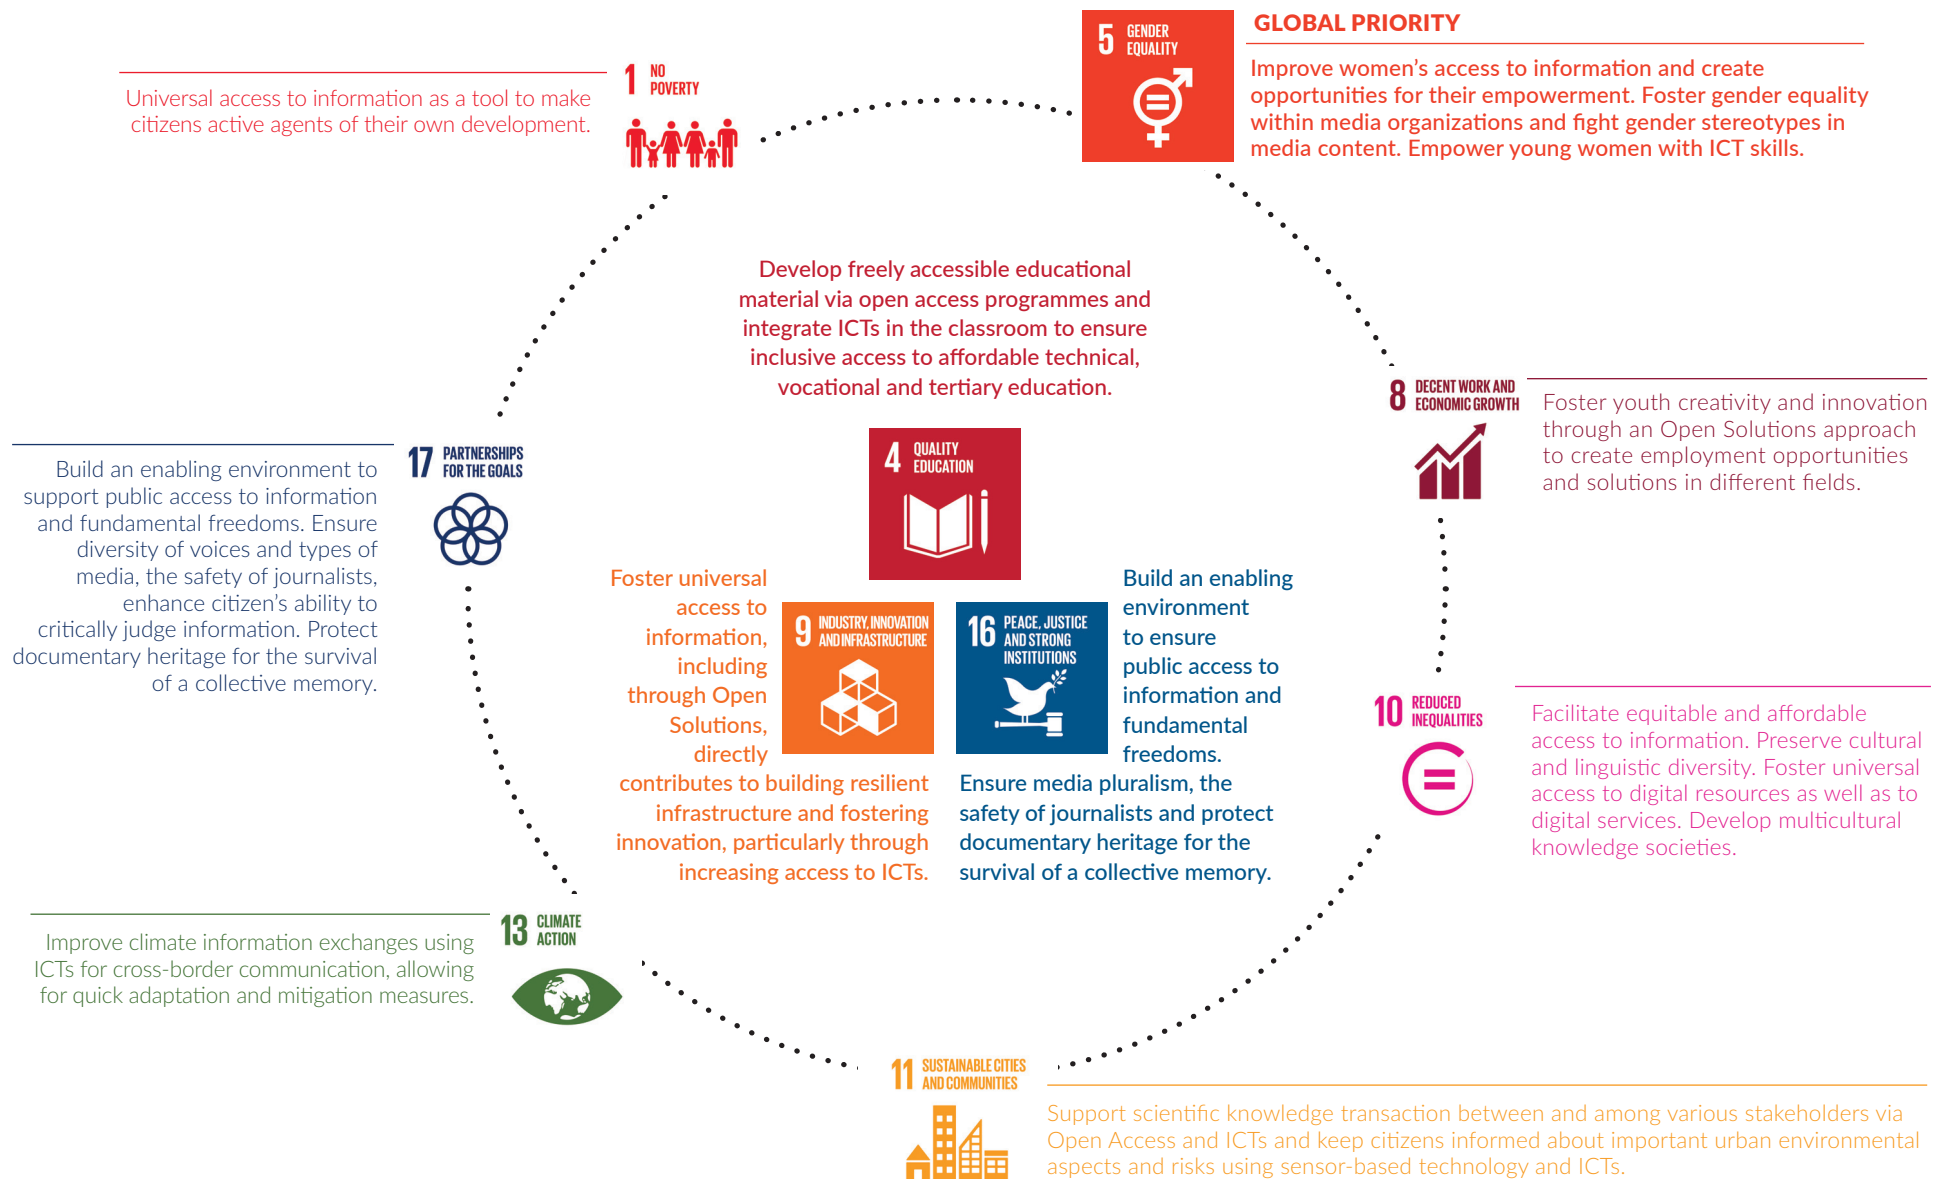 1 NO
POVERTY
Universal access to information as a tool to make
citizens active agents of their own development.
5 GENDER
EQUALITY
GLOBAL PRIORITY
Improve women’s access to information and create
opportunities for their empowerment. Foster gender equality
within media organizations and fight gender stereotypes in
media content. Empower young women with ICT skills.
Develop freely accessible educational
material via open access programmes and
integrate ICTs in the classroom to ensure
inclusive access to affordable technical,
vocational and tertiary education.
4 QUALITY
EDUCATION
8 DECENT WORK AND
ECONOMIC GROWTH
Foster youth creativity and innovation
through an Open Solutions approach
to create employment opportunities
and solutions in different fields.
17 PARTNERSHIPS
FOR THE GOALS
Build an enabling environment to
support public access to information
and fundamental freedoms. Ensure
diversity of voices and types of
media, the safety of journalists,
enhance citizen’s ability to
critically judge information. Protect
documentary heritage for the survival
of a collective memory.
Foster universal
access to
information,
including
through Open
Solutions,
directly
contributes to building resilient
infrastructure and fostering
innovation, particularly through
increasing access to ICTs.
9 INDUSTRY, INNOVATION
AND INFRASTRUCTURE
16 PEACE, JUSTICE
AND STRONG
INSTITUTIONS
Build an enabling
environment
to ensure
public access to
information and
fundamental
freedoms.
Ensure media pluralism, the
safety of journalists and protect
documentary heritage for the
survival of a collective memory.
10 REDUCED
INEQUALITIES
Facilitate equitable and affordable
access to information. Preserve cultural
and linguistic diversity. Foster universal
access to digital resources as well as to
digital services. Develop multicultural
knowledge societies.
13 CLIMATE
ACTION
Improve climate information exchanges using
ICTs for cross-border communication, allowing
for quick adaptation and mitigation measures.
11 SUSTAINABLE CITIES
AND COMMUNITIES
Support scientific knowledge transaction between and among various stakeholders via
Open Access and ICTs and keep citizens informed about important urban environmental
aspects and risks using sensor-based technology and ICTs.